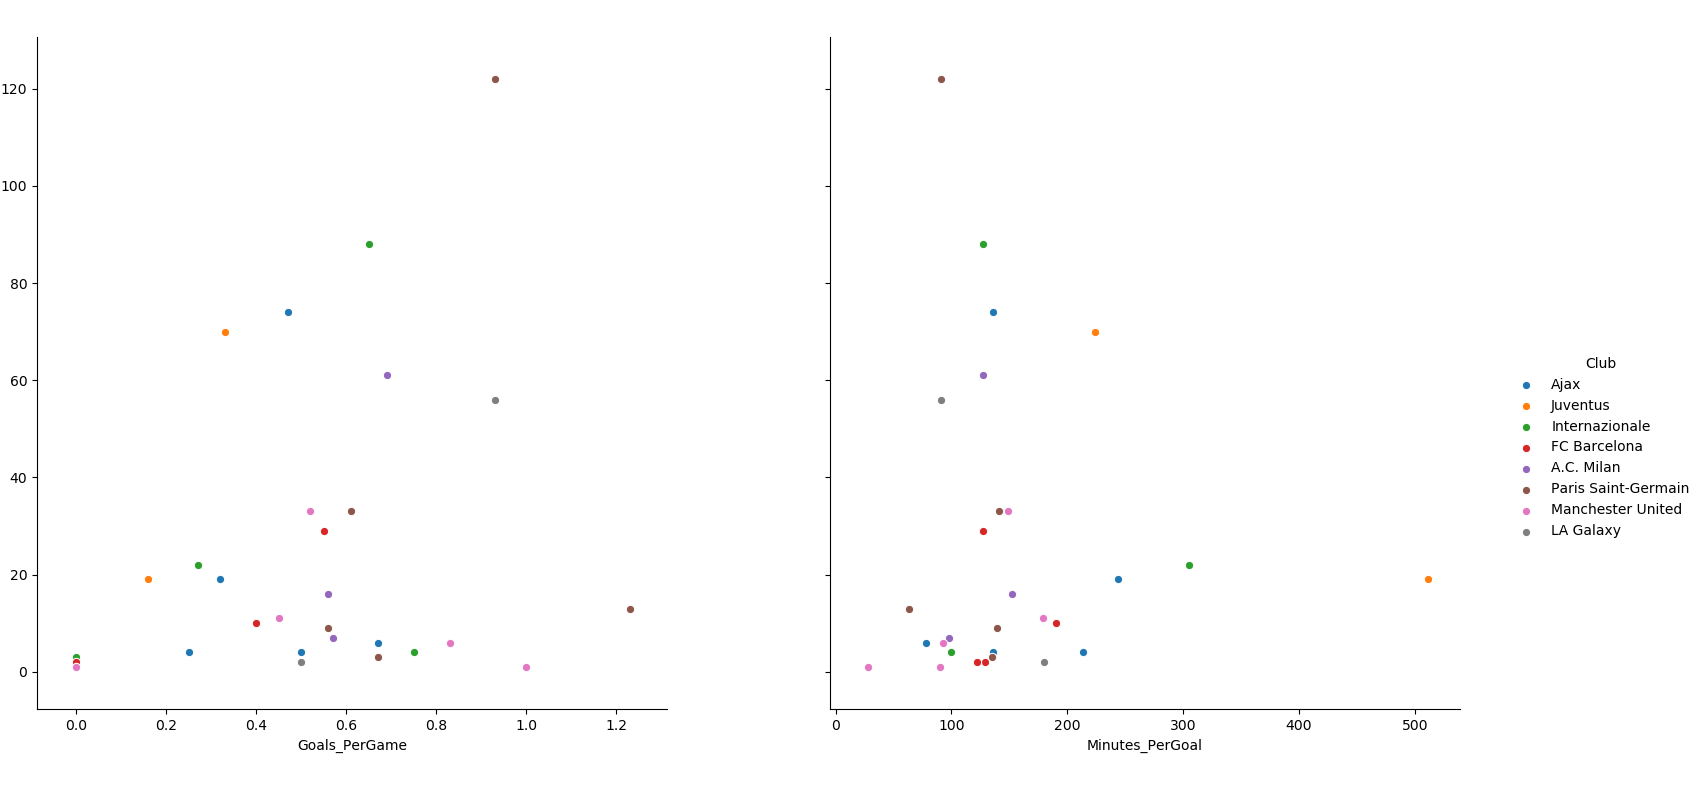 120
100
80
60
40
20
0
0.0 0.2 0.4 0.6 0.8 1.0 1.2
Goals_PerGame
0 100 200 300 400 500
Minutes_PerGoal
Club
Ajax
Juventus
Internazionale
FC Barcelona
A.C. Milan
Paris Saint-Germain
Manchester United
LA Galaxy